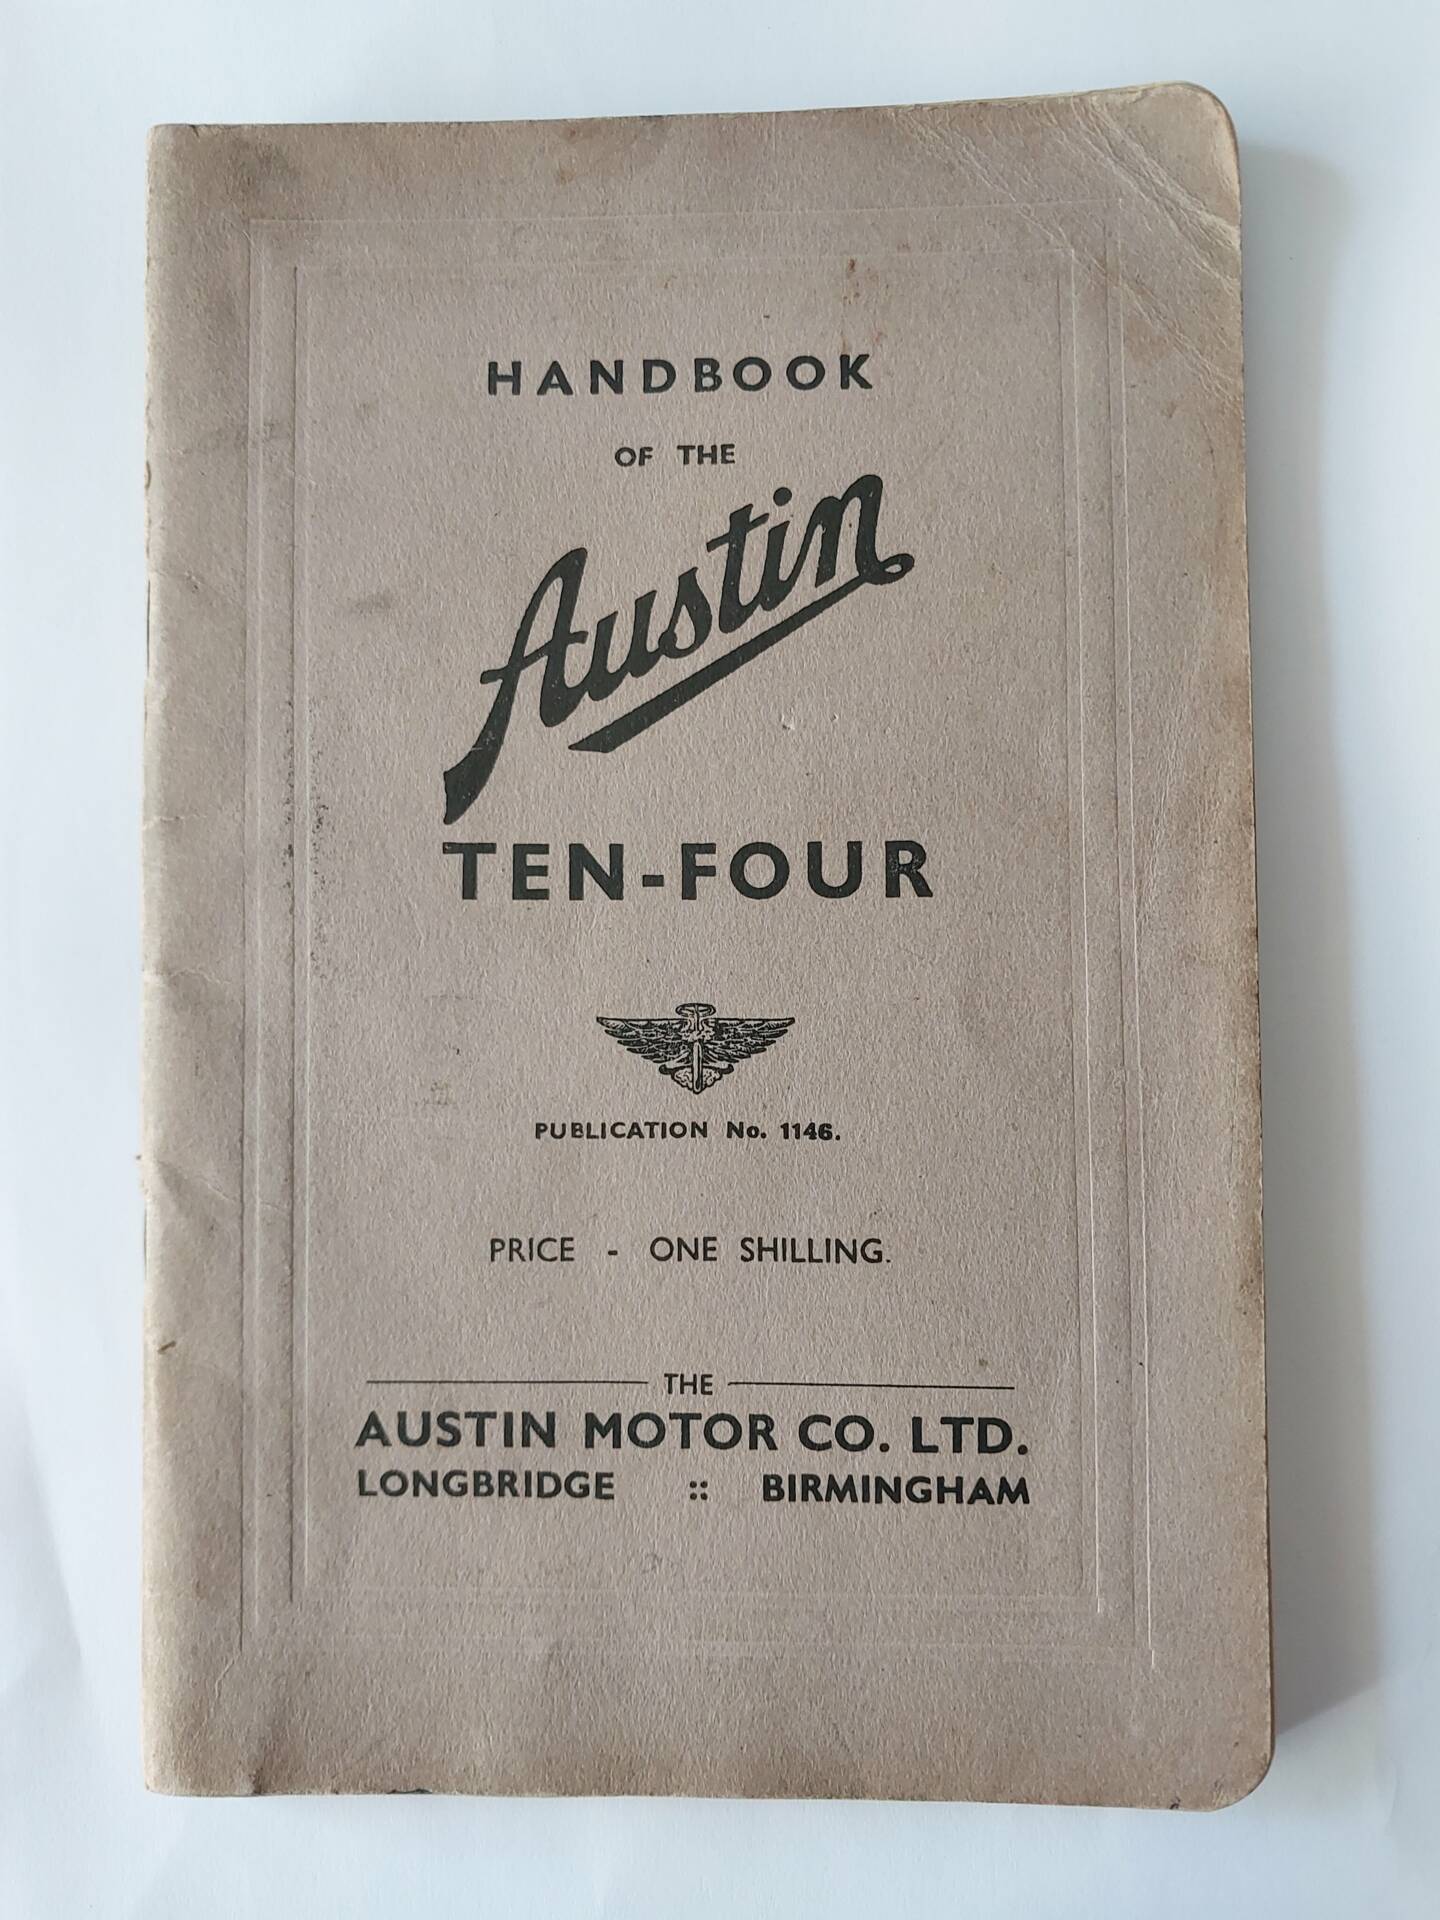 HANDBOOK
OF THE
Austin
TEN-FOUR
PUBLICATION No. 1146.
PRICE - ONE SHILLING.
THE
AUSTIN MOTOR CO. LTD.
LONGBRIDGE :: BIRMINGHAM